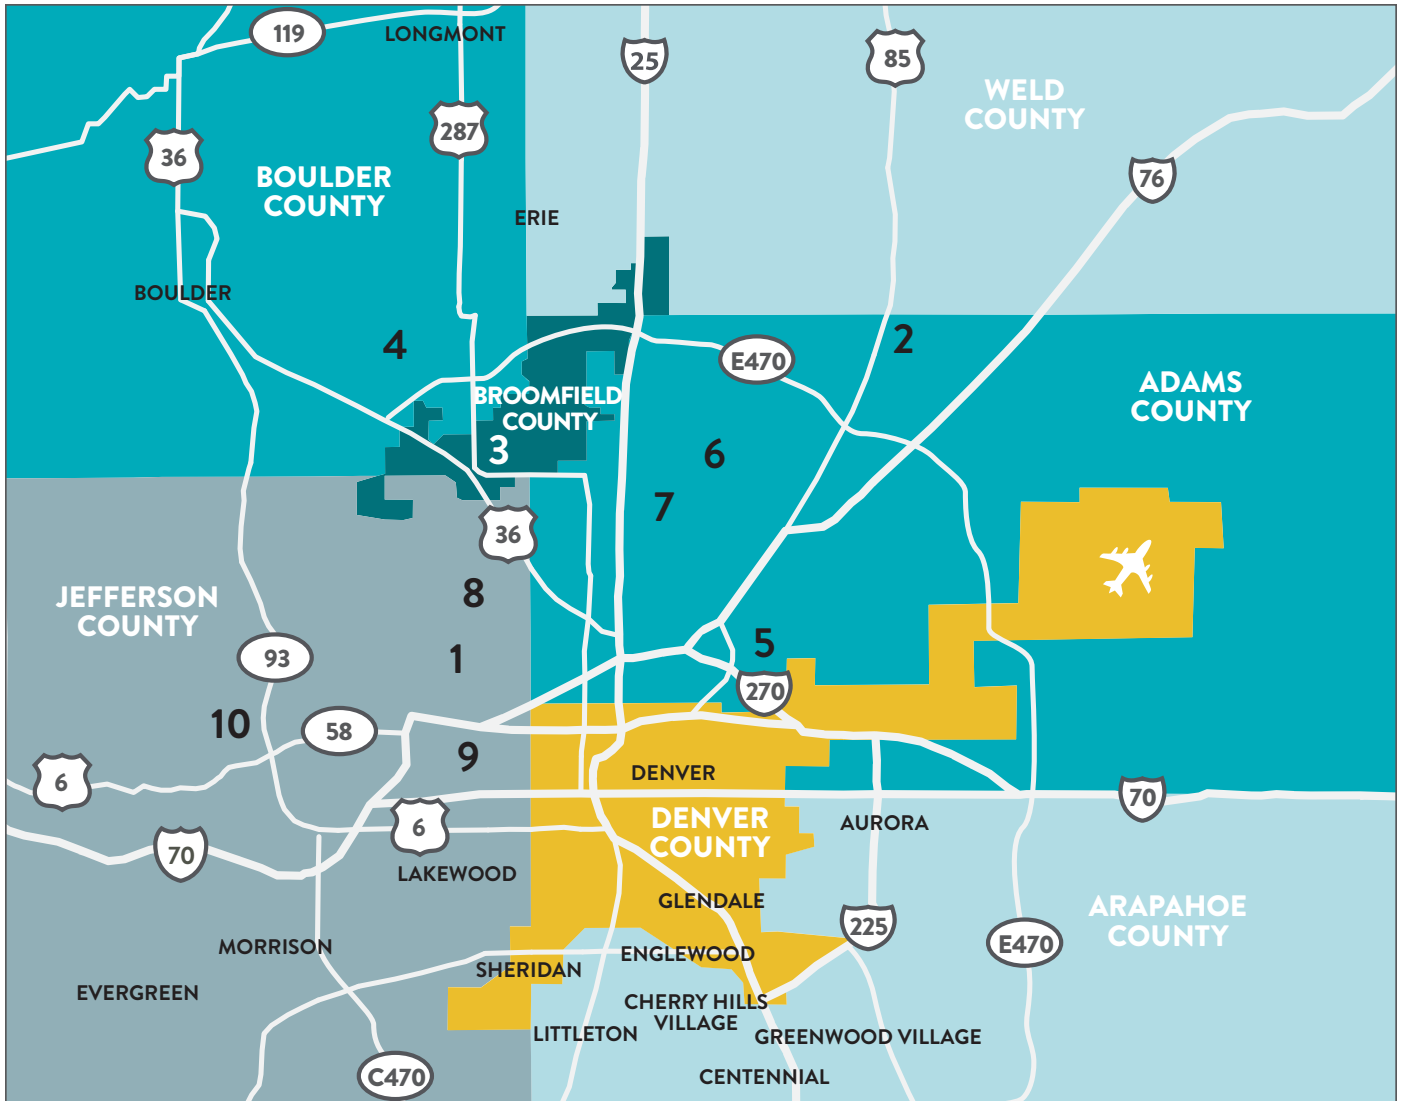 119
LONGMONT
25
85
WELD
COUNTY
287
36
76
BOULDER
COUNTY
ERIE
BOULDER
4
2
E470
ADAMS
COUNTY
BROOMFIELD
COUNTY
3
6
7
36
JEFFERSON
COUNTY
8
1
5
93
270
10
58
9
6
DENVER
70
6
DENVER
COUNTY
AURORA
70
LAKEWOOD
GLENDALE
ARAPAHOE
COUNTY
225
E470
MORRISON
ENGLEWOOD
SHERIDAN
EVERGREEN
CHERRY HILLS
VILLAGE
LITTLETON
GREENWOOD VILLAGE
C470
CENTENNIAL